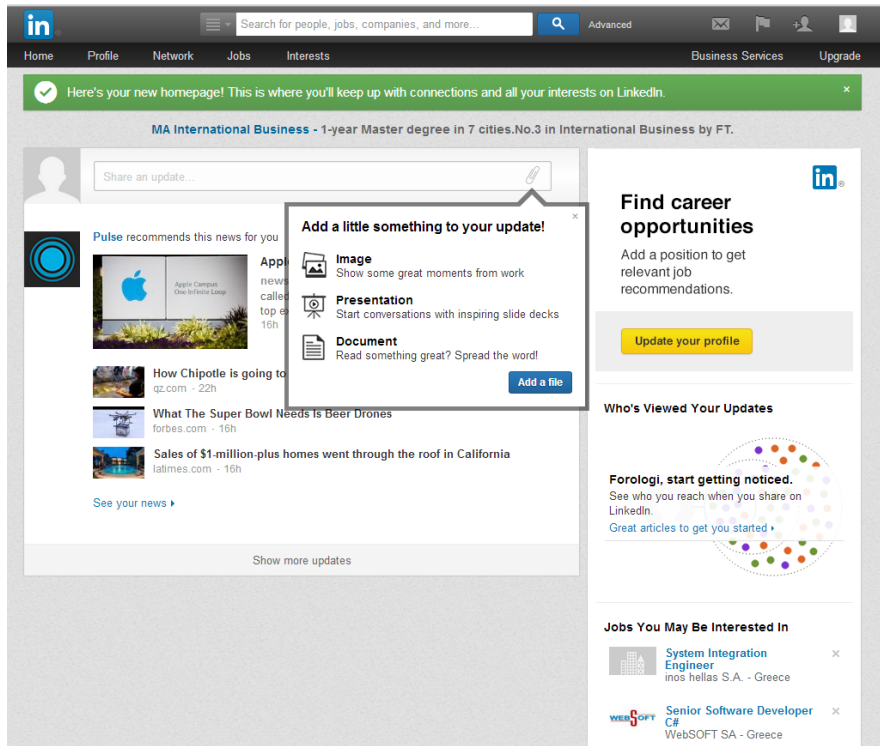 in
Search for people, jobs, companies, and more...
Advanced
Home Profile Network Jobs Interests Business Services Upgrade
Here's your new homepage! This is where you'll keep up with connections and all your interests on LinkedIn.
MA International Business - 1-year Master degree in 7 cities.No.3 in International Business by FT.
Share an update...
Add a little something to your update!
Image
Show some great moments from work
Presentation
Start conversations with inspiring slide decks
Document
Read something great? Spread the word!
Add a file
Pulse recommends this news for you
Apple Campus
One Infinite Loop
news
called
top
16h
How Chipotle is going to
qz.com - 22h
What The Super Bowl Needs Is Beer Drones
forbes.com - 16h
Sales of $1-million-plus homes went through the roof in California
latimes.com - 16h
See your news
Show more updates
in
Find career
opportunities
Add a position to get
relevant job
recommendations.
Update your profile
Who's Viewed Your Updates
Forologi, start getting noticed.
See who you reach when you share on
LinkedIn.
Great articles to get you started
Jobs You May Be Interested In
System Integration
Engineer
inos hellas S.A. - Greece
WEBSOFT
Senior Software Developer
C#
WebSOFT SA - Greece